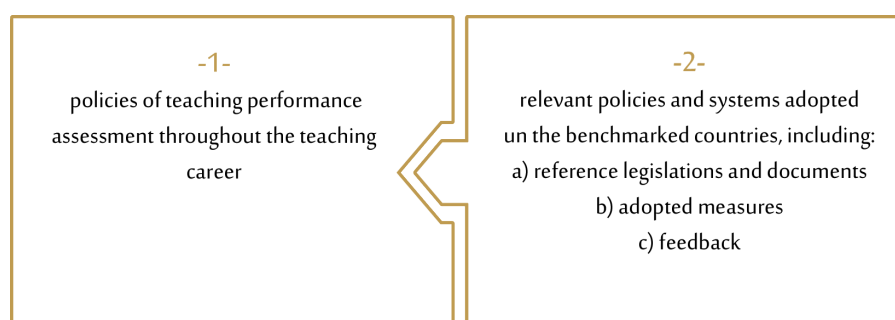 -1-
policies of teaching performance
assessment throughout the teaching
career
-2-
relevant policies and systems adopted
un the benchmarked countries, including:
a) reference legislations and documents
b) adopted measures
c) feedback